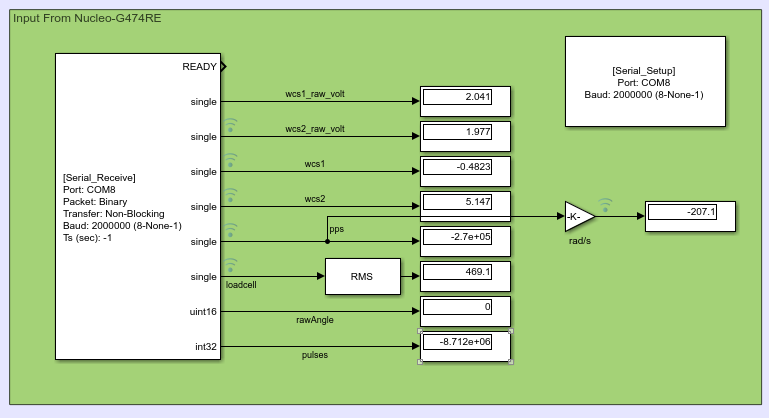 Input From Nucleo-G474RE
READY
single
wcs1_raw_volt
2.041
single
wcs2_raw_volt
1.977
single
wcs1
-0.4823
single
wcs2
5.147
single
pps
-2.7e+05
single
loadcell
RMS
469.1
uint16
rawAngle
0
int32
pulses
-8.712e+06
[Serial_Receive]
Port: COM8
Packet: Binary
Transfer: Non-Blocking
Baud: 2000000 (8-None-1)
Ts (sec): -1
[Serial_Setup]
Port: COM8
Baud: 2000000 (8-None-1)
-K-
rad/s
-207.1